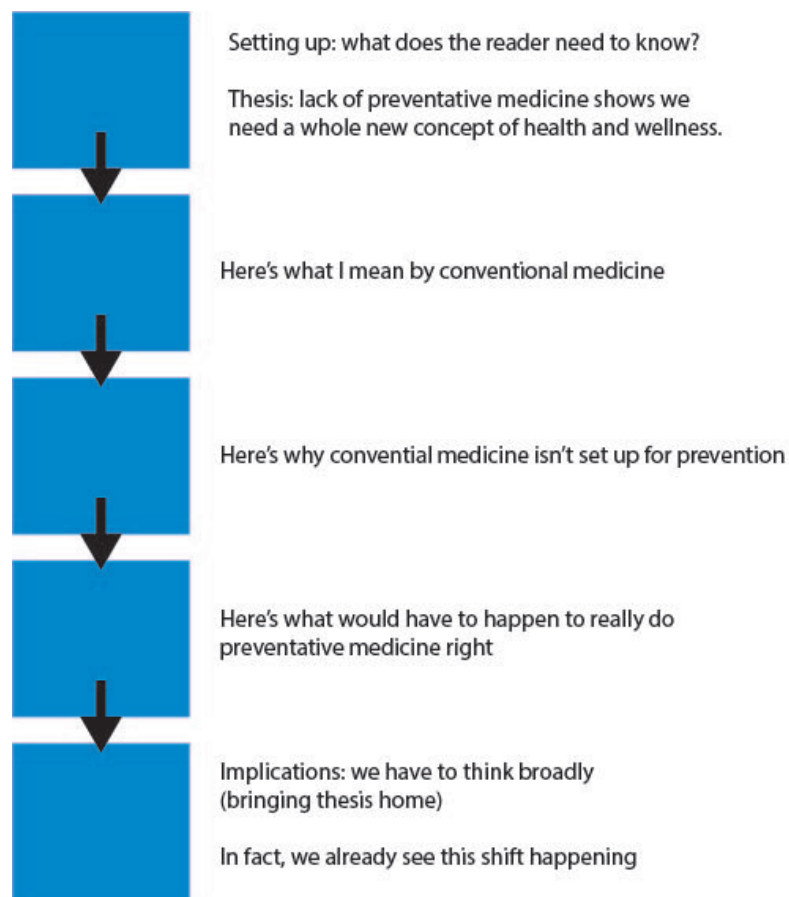 Setting up: what does the reader need to know?
Thesis: lack of preventative medicine shows we
need a whole new concept of health and wellness.
Here's what I mean by conventional medicine
Here's why convential medicine isn't set up for prevention
Here's what would have to happen to really do
preventative medicine right
Implications: we have to think broadly
(bringing thesis home)
In fact, we already see this shift happening